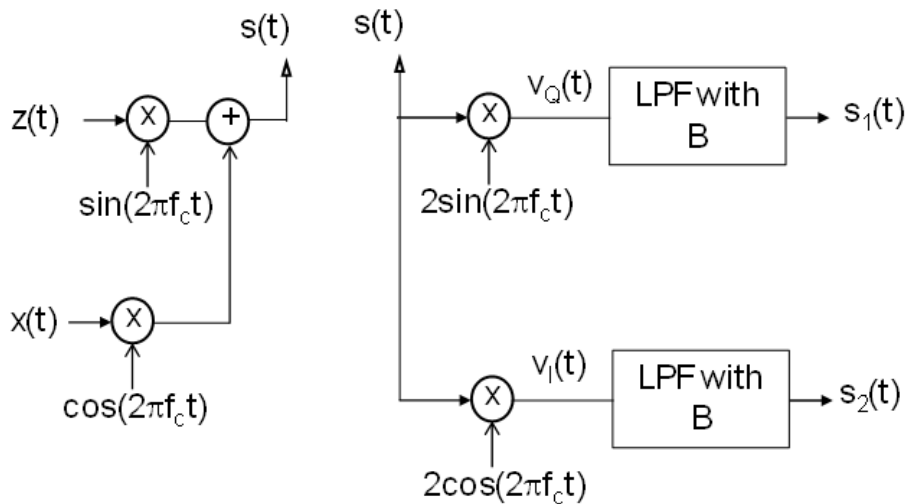 s(t)
z(t)
X
+
sin(2πf_ct)
x(t)
X
cos(2πf_ct)
s(t)
X
v_Q(t)
LPF with
B
s_1(t)
2sin(2πf_ct)
X
v_I(t)
LPF with
B
s_2(t)
2cos(2πf_ct)